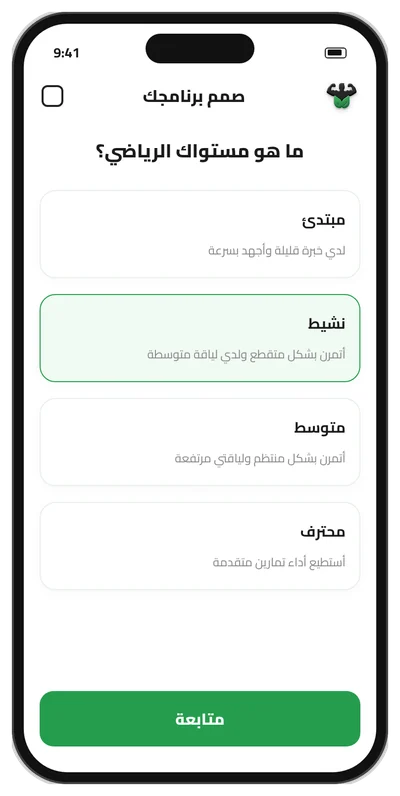 9:41
صمم برنامجك
ما هو مستواك الرياضي؟
مبتدئ
لدي خبرة قليلة وأجهد بسرعة
نشيط
أتمرن بشكل متقطع ولدي لياقة متوسطة
متوسط
أتمرن بشكل منتظم ولياقتي مرتفعة
محترف
أستطيع أداء تمارين متقدمة
متابعة